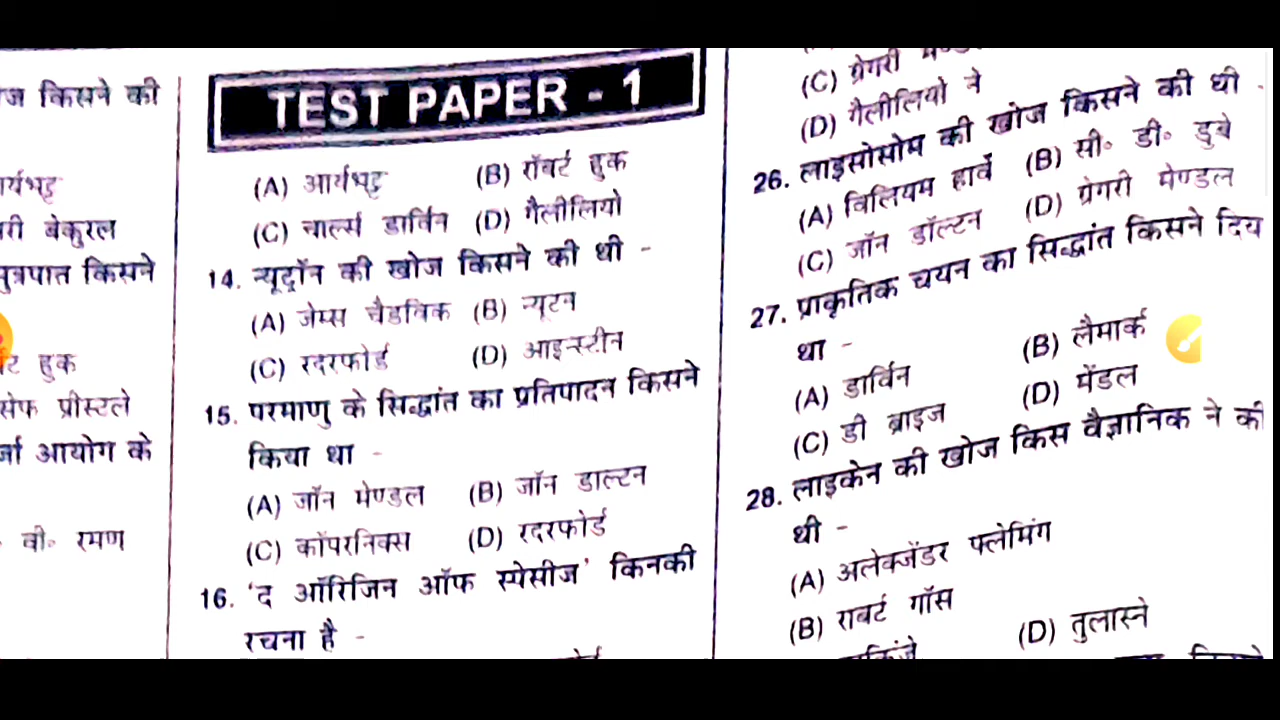 ज किसने की
र्यभट्ट
री बेकुरल
सुत्रपात किसने
हुक
सेफ प्रीस्टले
र्जा आयोग के
वी॰ रमण
TEST PAPER - 1
(A) आर्यभट्ट (B) रॉबर्ट हुक
(C) चार्ल्स डार्विन (D) गैलीलियो
14. न्यूट्रॉन की खोज किसने की थी -
(A) जेम्स चैडविक (B) न्यूटन
(C) रदरफोर्ड (D) आइन्स्टीन
15. परमाणु के सिद्धांत का प्रतिपादन किसने
किया था -
(A) जॉन मेण्डल (B) जॉन डाल्टन
(C) कॉपरनिक्स (D) रदरफोर्ड
16. 'द ऑरिजिन ऑफ स्पेसीज' किनकी
रचना है -
(C) ग्रेगरी
(D) गैलीलियो ने
26. लाइसोसोम की खोज किसने की थी -
(A) विलियम हार्वे (B) सी॰ डी॰ डुवे
(C) जॉन डॉल्टन (D) ग्रेगरी मेण्डल
27. प्राकृतिक चयन का सिद्धांत किसने दिय
था -
(A) डार्विन (B) लैमार्क
(C) डी ब्राइज (D) मेंडल
28. लाइकेन की खोज किस वैज्ञानिक ने की
थी -
(A) अलेक्जेंडर फ्लेमिंग
(B) राबर्ट गॉस
(D) तुलास्ने